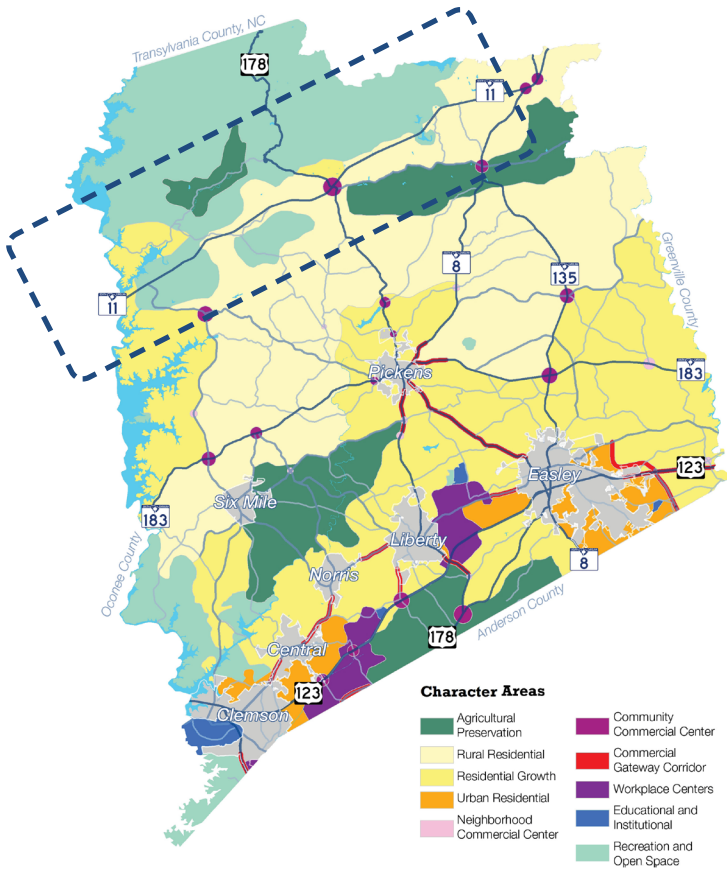 Transylvania County, NC
178
11
11
8
135
Greenville County
Pickens
183
Easley
123
Six Mile
183
Liberty
8
Oconee County
Norris
Anderson County
178
Central
123
Clemson
Character Areas
Agricultural
Preservation
Rural Residential
Residential Growth
Urban Residential
Neighborhood
Commercial Center
Community
Commercial Center
Commercial
Gateway Corridor
Workplace Centers
Educational and
Institutional
Recreation and
Open Space